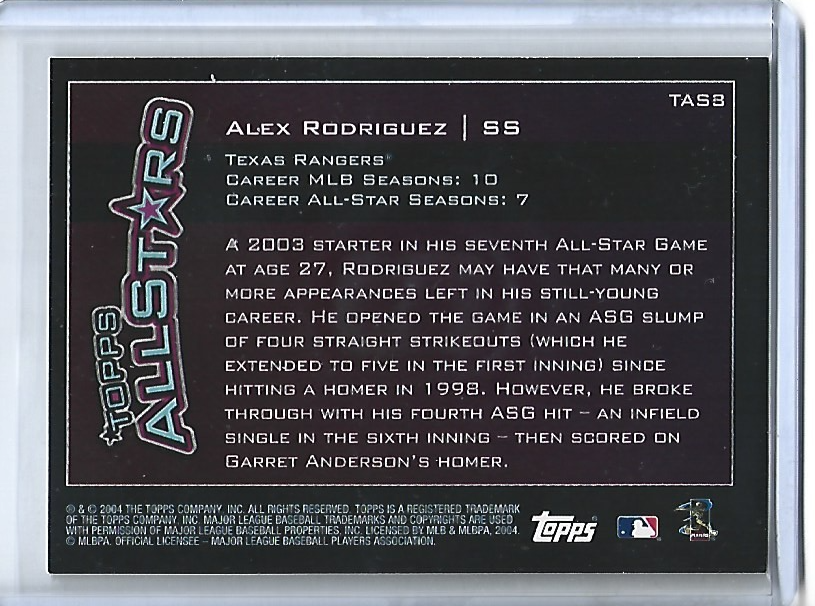 TAS8
ALEX RODRIGUEZ | SS
TEXAS RANGERS®
CAREER MLB SEASONS: 10
CAREER ALL-STAR SEASONS: 7
TOPPS
ALL STARS
A 2003 STARTER IN HIS SEVENTH ALL-STAR GAME
AT AGE 27, RODRIGUEZ MAY HAVE THAT MANY OR
MORE APPEARANCES LEFT IN HIS STILL-YOUNG
CAREER. HE OPENED THE GAME IN AN ASG SLUMP
OF FOUR STRAIGHT STRIKEOUTS (WHICH HE
EXTENDED TO FIVE IN THE FIRST INNING) SINCE
HITTING A HOMER IN 1998. HOWEVER, HE BROKE
THROUGH WITH HIS FOURTH ASG HIT – AN INFIELD
SINGLE IN THE SIXTH INNING – THEN SCORED ON
GARRET ANDERSON'S HOMER.
® & © 2004 THE TOPPS COMPANY, INC. ALL RIGHTS RESERVED. TOPPS IS A REGISTERED TRADEMARK
OF THE TOPPS COMPANY, INC. MAJOR LEAGUE BASEBALL TRADEMARKS AND COPYRIGHTS ARE USED
WITH PERMISSION OF MAJOR LEAGUE BASEBALL PROPERTIES, INC. LICENSED BY MLB & MLBPA, 2004.
© MLBPA. OFFICIAL LICENSEE – MAJOR LEAGUE BASEBALL PLAYERS ASSOCIATION.
Topps
PLAYERS